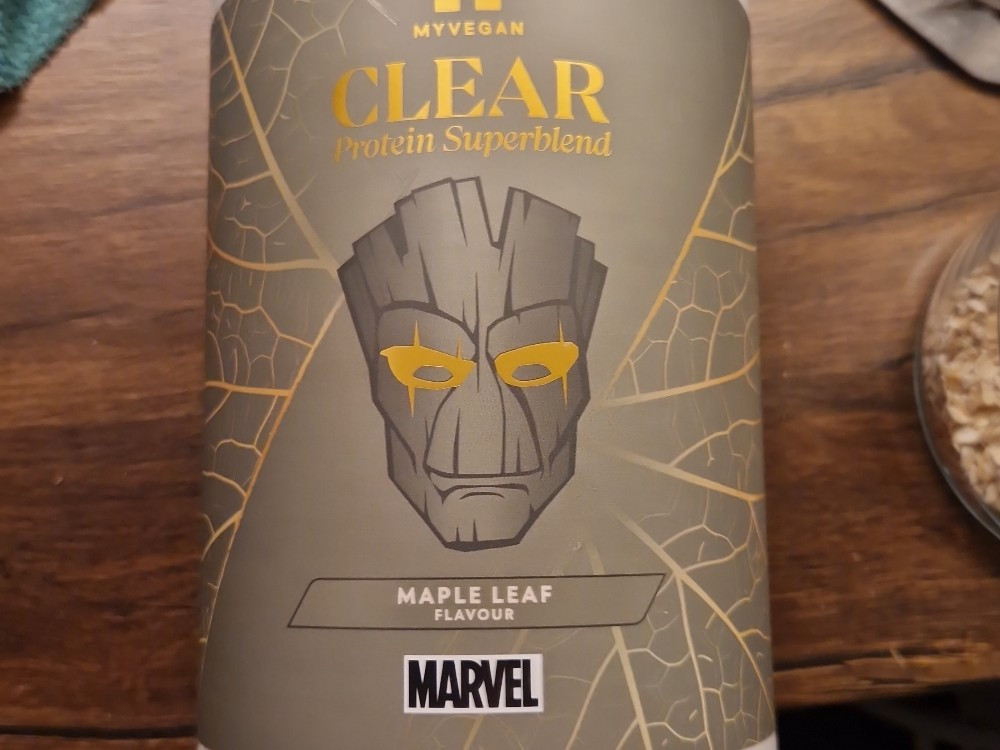 MYVEGAN
CLEAR
Protein Superblend
MAPLE LEAF
FLAVOUR
MARVEL